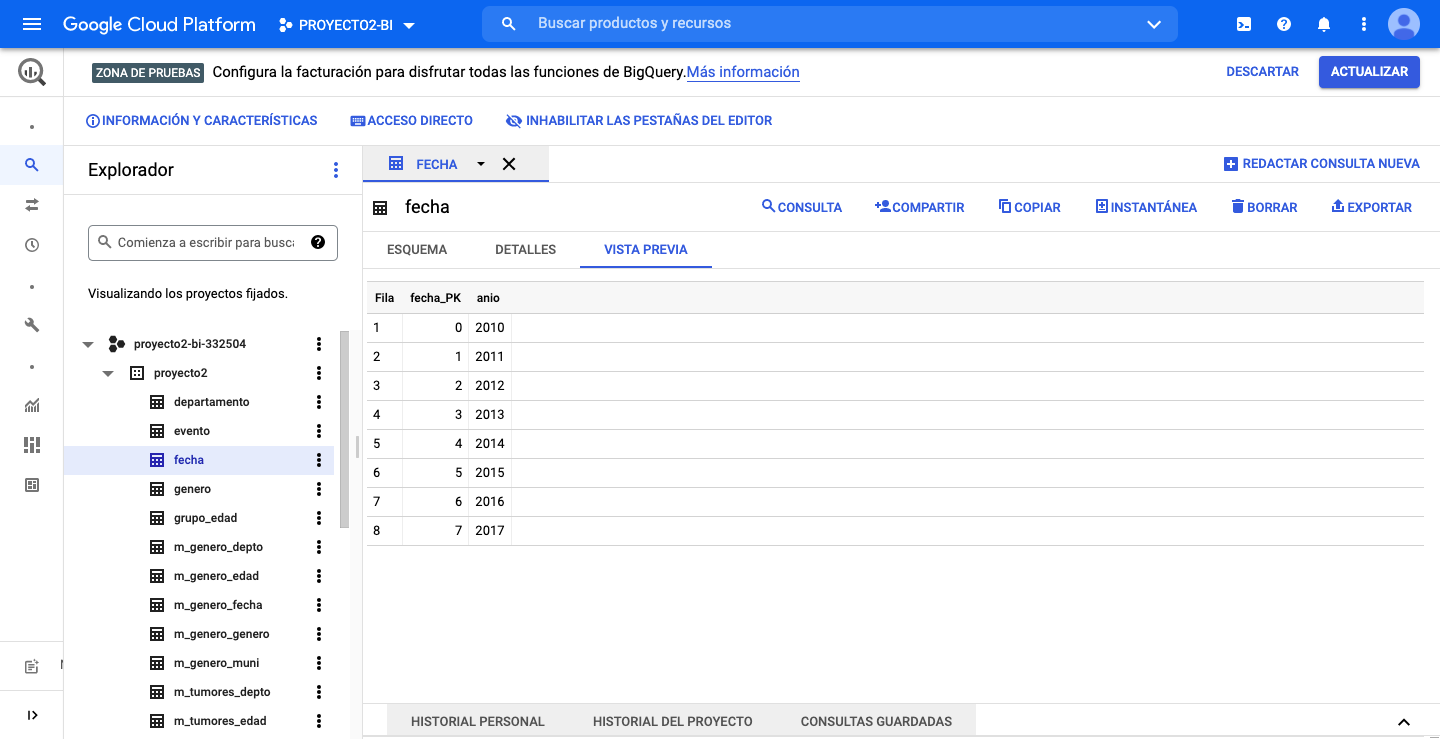 Google Cloud Platform PROYECTO2-BI Buscar productos y recursos
ZONA DE PRUEBAS Configura la facturación para disfrutar todas las funciones de BigQuery.Más información DESCARTAR ACTUALIZAR
INFORMACIÓN Y CARACTERÍSTICAS ACCESO DIRECTO INHABILITAR LAS PESTAÑAS DEL EDITOR
Explorador
Comienza a escribir para busca
Visualizando los proyectos fijados.
proyecto2-bi-332504
proyecto2
departamento
evento
fecha
genero
grupo_edad
m_genero_depto
m_genero_edad
m_genero_fecha
m_genero_genero
m_genero_muni
m_tumores_depto
m_tumores_edad
FECHA REDACTAR CONSULTA NUEVA
fecha CONSULTA COMPARTIR COPIAR INSTANTÁNEA BORRAR EXPORTAR
ESQUEMA DETALLES VISTA PREVIA
Fila fecha_PK anio
1 0 2010
2 1 2011
3 2 2012
4 3 2013
5 4 2014
6 5 2015
7 6 2016
8 7 2017
HISTORIAL PERSONAL HISTORIAL DEL PROYECTO CONSULTAS GUARDADAS